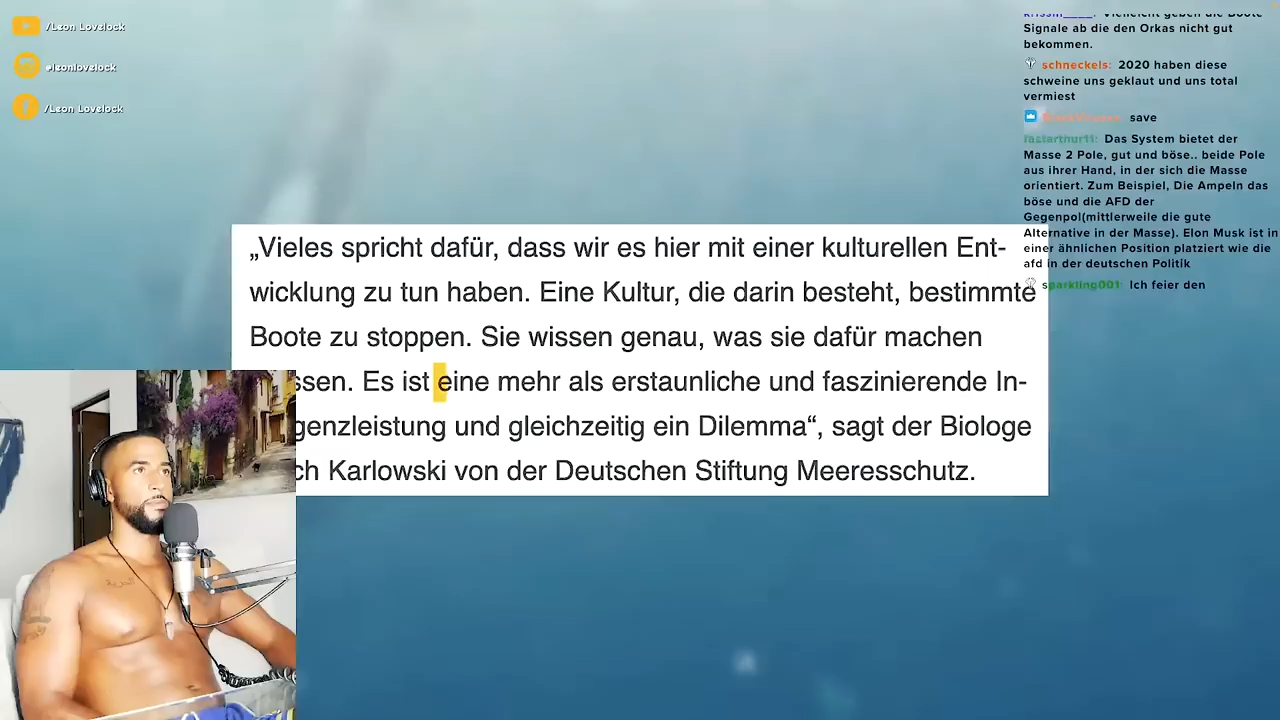 /Leon Lovelock
@leonlovelock
/Leon Lovelock
„Vieles spricht dafür, dass wir es hier mit einer kulturellen Ent-
wicklung zu tun haben. Eine Kultur, die darin besteht, bestimmte
Boote zu stoppen. Sie wissen genau, was sie dafür machen
ssen. Es ist eine mehr als erstaunliche und faszinierende In-
genzleistung und gleichzeitig ein Dilemma“, sagt der Biologe
ch Karlowski von der Deutschen Stiftung Meeresschutz.
Vielleicht geben die Boote
Signale ab die den Orkas nicht gut
bekommen.
schneckels: 2020 haben diese
schweine uns geklaut und uns total
vermiest
save
Das System bietet der
Masse 2 Pole, gut und böse.. beide Pole
aus ihrer Hand, in der sich die Masse
orientiert. Zum Beispiel, Die Ampeln das
böse und die AFD der
Gegenpol(mittlerweile die gute
Alternative in der Masse). Elon Musk ist in
einer ähnlichen Position platziert wie die
afd in der deutschen Politik
sparkling001: Ich feier den